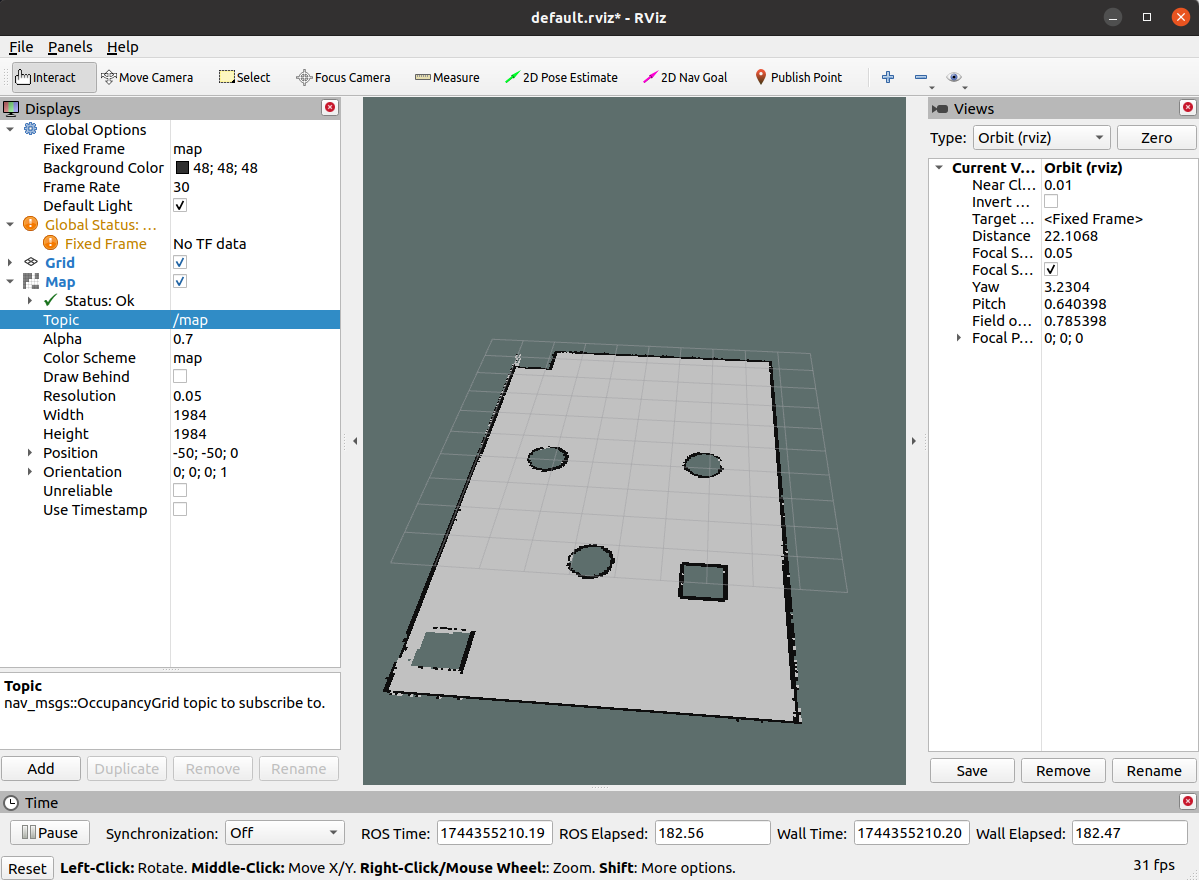 default.rviz* - RViz
File Panels Help
Interact Move Camera Select Focus Camera Measure 2D Pose Estimate 2D Nav Goal Publish Point
Displays
Global Options
Fixed Frame map
Background Color 48; 48; 48
Frame Rate 30
Default Light
Global Status: ...
Fixed Frame No TF data
Grid
Map
Status: Ok
Topic /map
Alpha 0.7
Color Scheme map
Draw Behind
Resolution 0.05
Width 1984
Height 1984
Position -50; -50; 0
Orientation 0; 0; 0; 1
Unreliable
Use Timestamp
Topic
nav_msgs::OccupancyGrid topic to subscribe to.
Add Duplicate Remove Rename
Views
Type: Orbit (rviz) Zero
Current V... Orbit (rviz)
Near Cl... 0.01
Invert ...
Target ... <Fixed Frame>
Distance 22.1068
Focal S... 0.05
Focal S...
Yaw 3.2304
Pitch 0.640398
Field o... 0.785398
Focal P... 0; 0; 0
Save Remove Rename
Time
Pause Synchronization: Off ROS Time: 1744355210.19 ROS Elapsed: 182.56 Wall Time: 1744355210.20 Wall Elapsed: 182.47
Reset Left-Click: Rotate. Middle-Click: Move X/Y. Right-Click/Mouse Wheel:: Zoom. Shift: More options. 31 fps